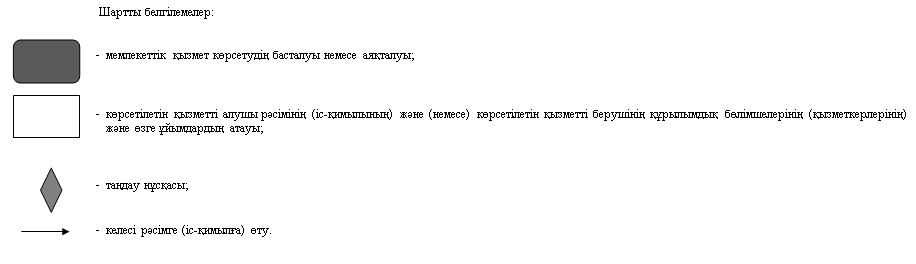 Шартты белгілемелер:
- мемлекеттік қызмет көрсетудің басталуы немесе аяқталуы;
- көрсетілетін қызметті алушы рәсімінің (іс-қимылының) және (немесе) көрсетілетін қызметті берушінің құрылымдық бөлімшелерінің (қызметкерлерінің)
және өзге ұйымдардың атауы;
- таңдау нұсқасы;
- келесі рәсімге (іс-қимылға) өту.